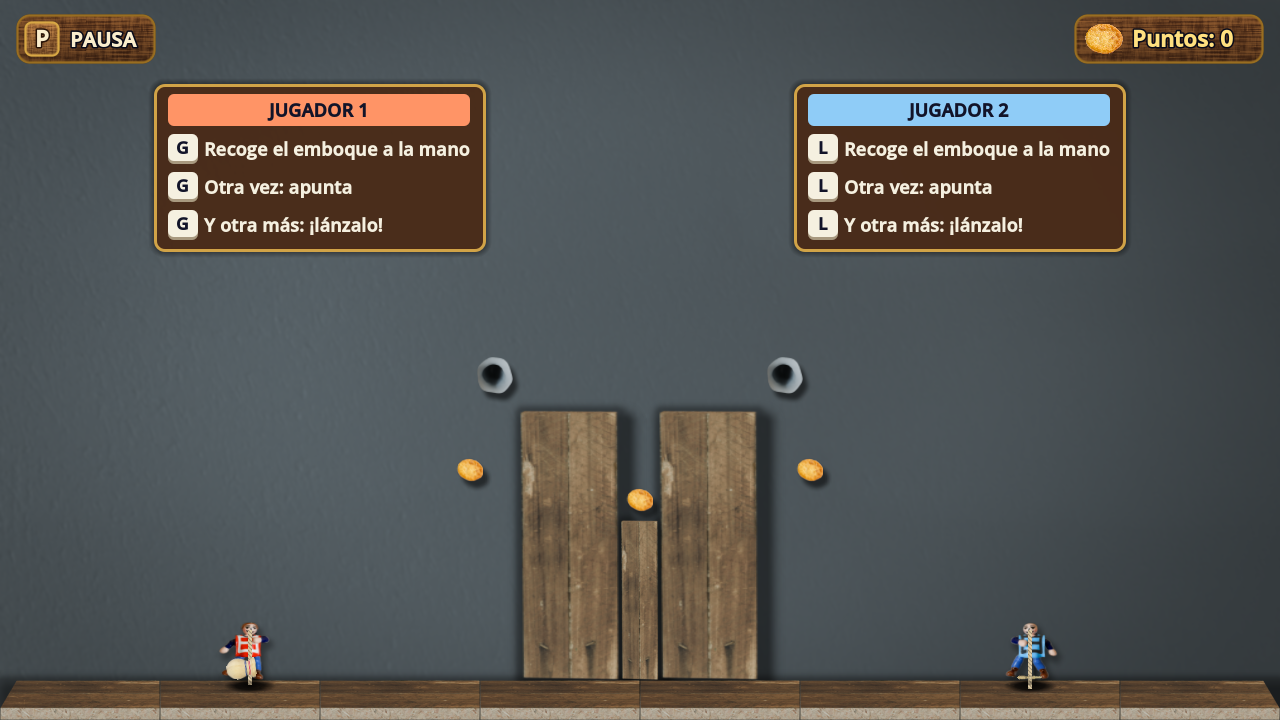 P PAUSA
Puntos: 0
JUGADOR 1
G Recoge el emboque a la mano
G Otra vez: apunta
G Y otra más: ¡lánzalo!
JUGADOR 2
L Recoge el emboque a la mano
L Otra vez: apunta
L Y otra más: ¡lánzalo!